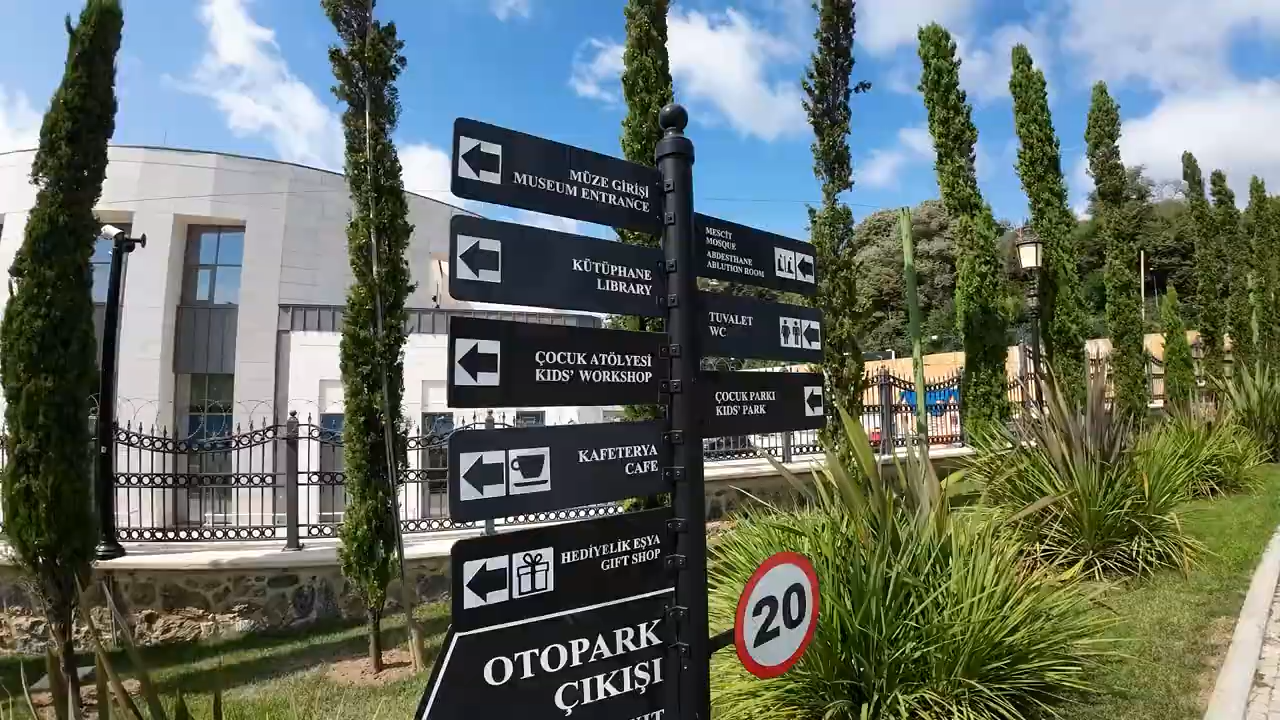 MÜZE GİRİŞİ
MUSEUM ENTRANCE
KÜTÜPHANE
LIBRARY
ÇOCUK ATÖLYESİ
KIDS' WORKSHOP
KAFETERYA
CAFE
HEDİYELİK EŞYA
GIFT SHOP
OTOPARK
ÇIKIŞI
MESCİT
MOSQUE
ABDESTHANE
ABLUTION ROOM
TUVALET
WC
ÇOCUK PARKI
KIDS' PARK
20